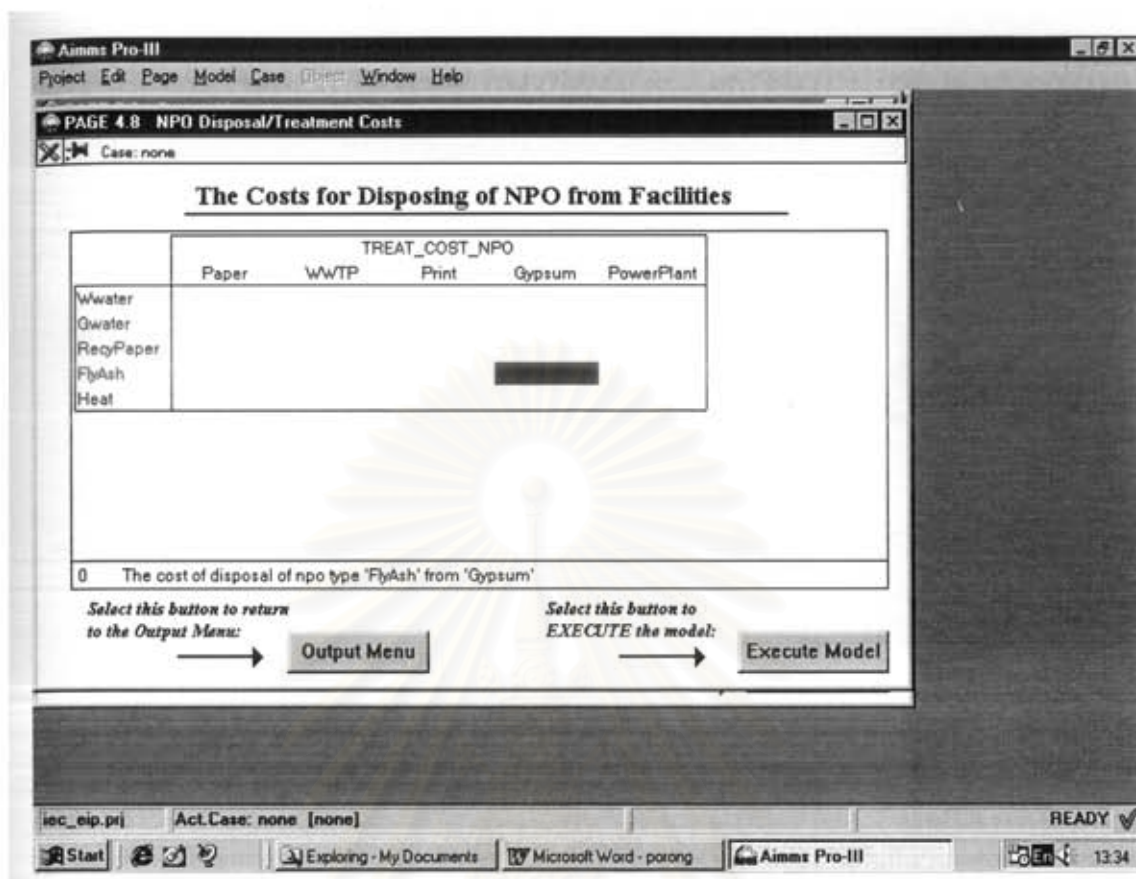 Aimms Pro-III
Project Edit Page Model Case Object Window Help
PAGE 4.8 NPO Disposal/Treatment Costs
Case: none
The Costs for Disposing of NPO from Facilities
TREAT_COST_NPO
Paper WWTP Print Gypsum PowerPlant
Wwater
Gwater
RecyPaper
FlyAsh
Heat
0 The cost of disposal of npo type 'FlyAsh' from 'Gypsum'
Select this button to return
to the Output Menu:
Output Menu
Select this button to
EXECUTE the model:
Execute Model
iec_eip.prj Act.Case: none [none] READY
Start Exploring - My Documents Microsoft Word - porong Aimms Pro-III En 13:34